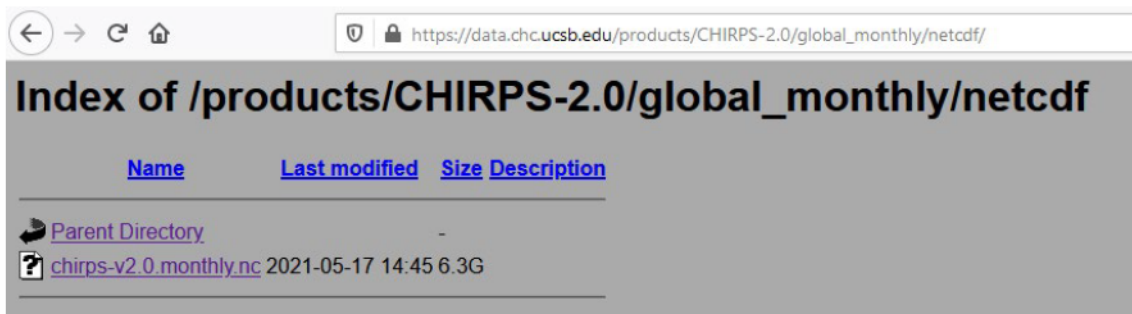 https://data.chc.ucsb.edu/products/CHIRPS-2.0/global_monthly/netcdf/
Index of /products/CHIRPS-2.0/global_monthly/netcdf
Name Last modified Size Description
Parent Directory -
chirps-v2.0.monthly.nc 2021-05-17 14:45 6.3G